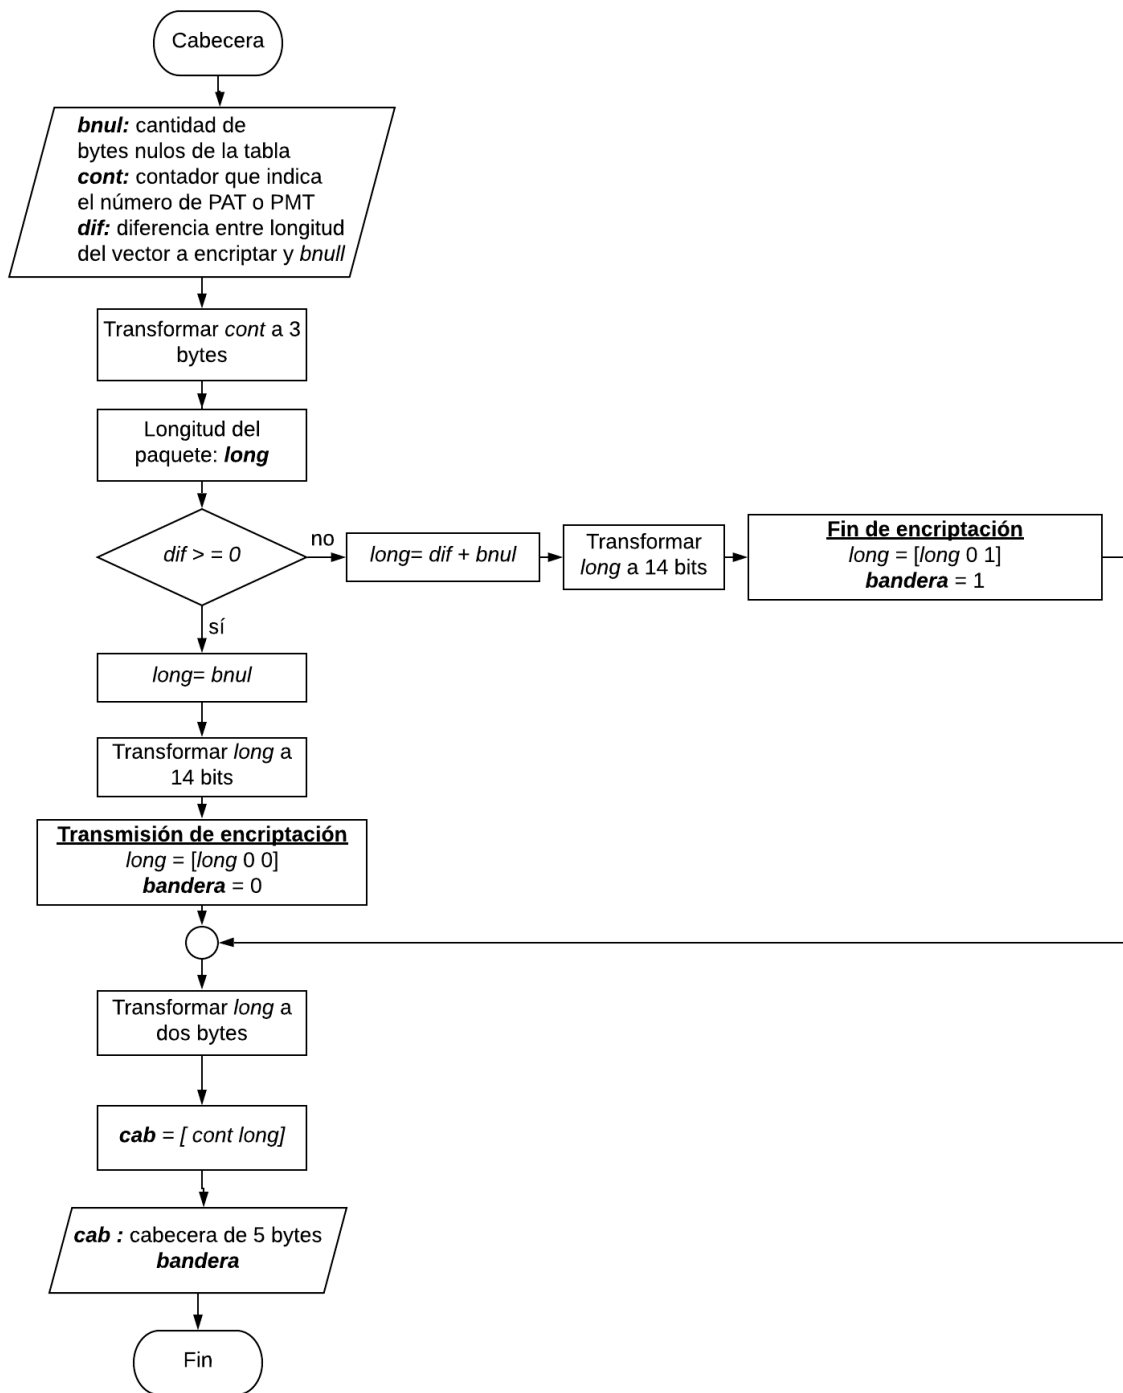 Cabecera
bnul: cantidad de
bytes nulos de la tabla
cont: contador que indica
el número de PAT o PMT
dif: diferencia entre longitud
del vector a encriptar y bnull
Transformar cont a 3
bytes
Longitud del
paquete: long
dif > = 0
no
long= dif + bnul
Transformar
long a 14 bits
Fin de encriptación
long = [long 0 1]
bandera = 1
sí
long= bnul
Transformar long a
14 bits
Transmisión de encriptación
long = [long 0 0]
bandera = 0
Transformar long a
dos bytes
cab = [ cont long]
cab : cabecera de 5 bytes
bandera
Fin